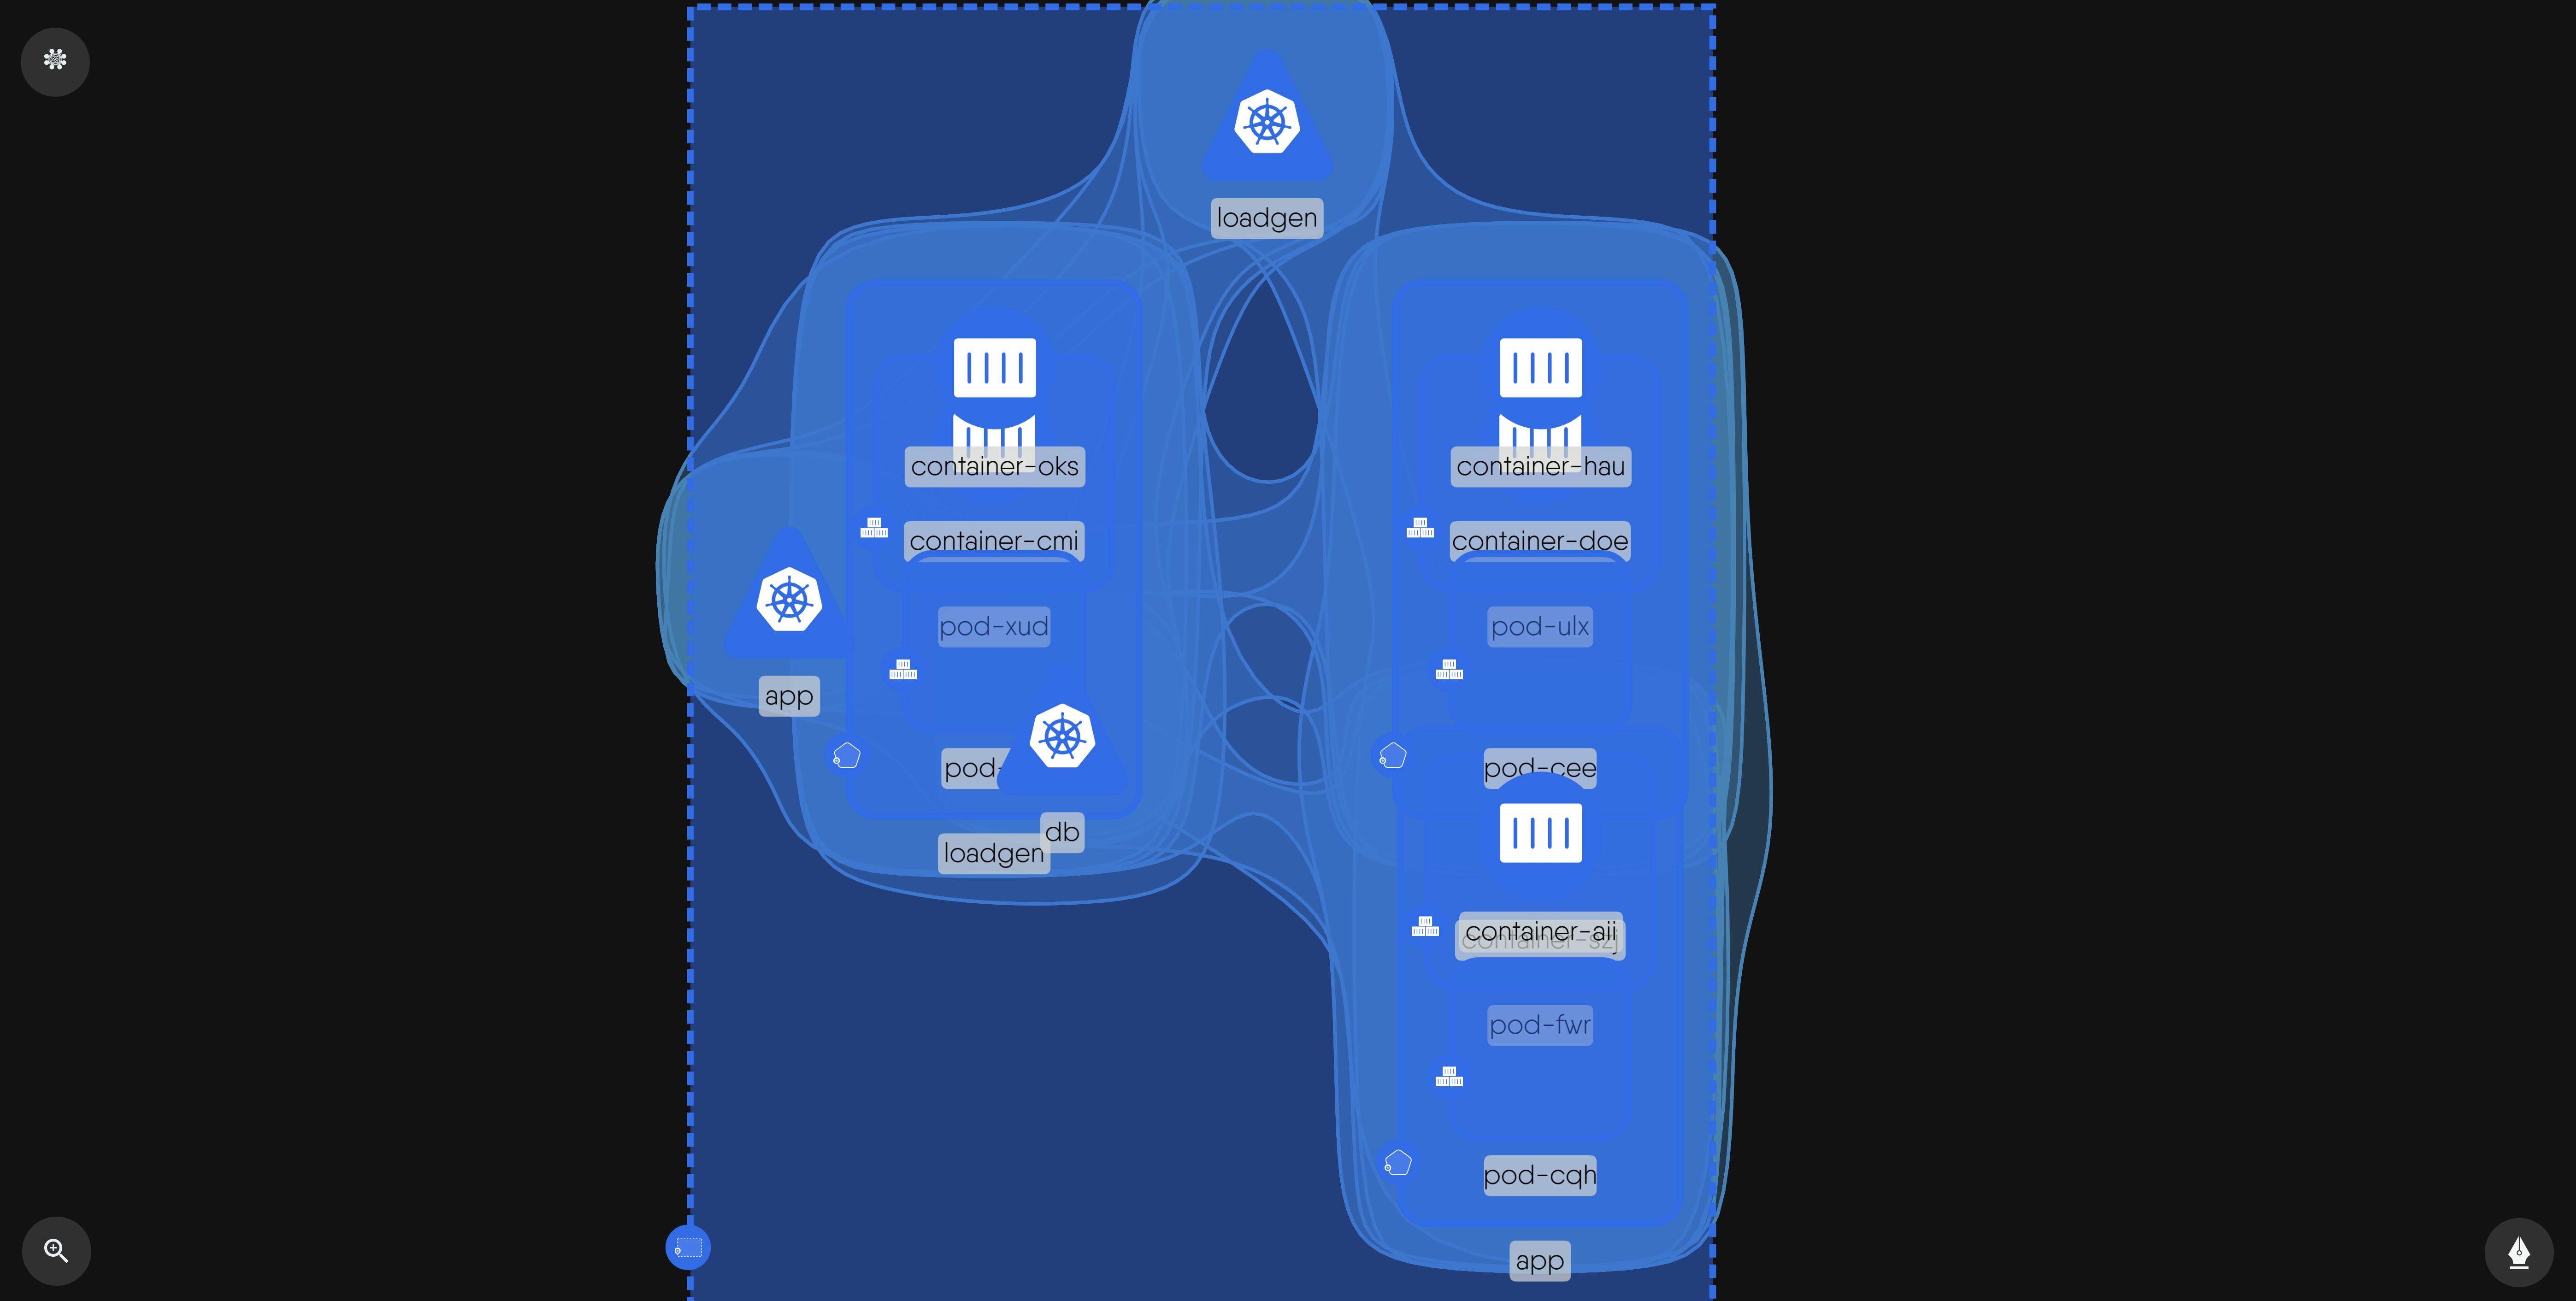 loadgen
container-oks
container-cmi
pod-xud
pod-
db
loadgen
app
container-hau
container-doe
pod-ulx
pod-cee
container-aij
container-szj
pod-fwr
pod-cqh
app